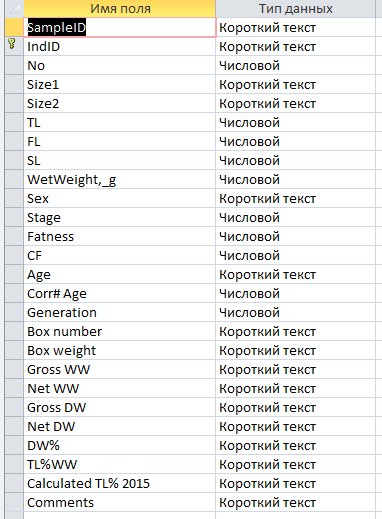 Имя поля Тип данных
SampleID Короткий текст
IndID Короткий текст
No Числовой
Size1 Короткий текст
Size2 Короткий текст
TL Числовой
FL Числовой
SL Числовой
WetWeight,_g Числовой
Sex Короткий текст
Stage Числовой
Fatness Числовой
CF Числовой
Age Короткий текст
Corr# Age Числовой
Generation Числовой
Box number Короткий текст
Box weight Короткий текст
Gross WW Короткий текст
Net WW Короткий текст
Gross DW Короткий текст
Net DW Короткий текст
DW% Короткий текст
TL%WW Короткий текст
Calculated TL% 2015 Короткий текст
Comments Короткий текст